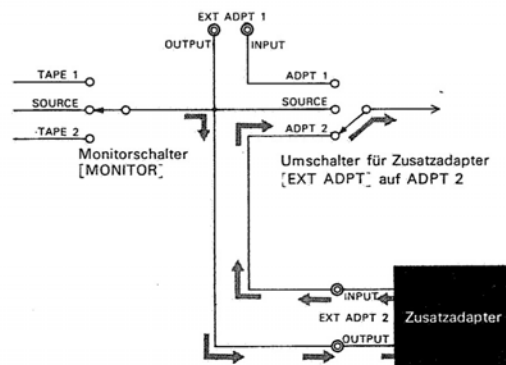 EXT ADPT 1
OUTPUT
INPUT
TAPE 1
ADPT 1
SOURCE
SOURCE
TAPE 2
ADPT 2
Monitorschalter
[MONITOR]
Umschalter für Zusatzadapter
[EXT ADPT] auf ADPT 2
INPUT
EXT ADPT 2
Zusatzadapter
OUTPUT